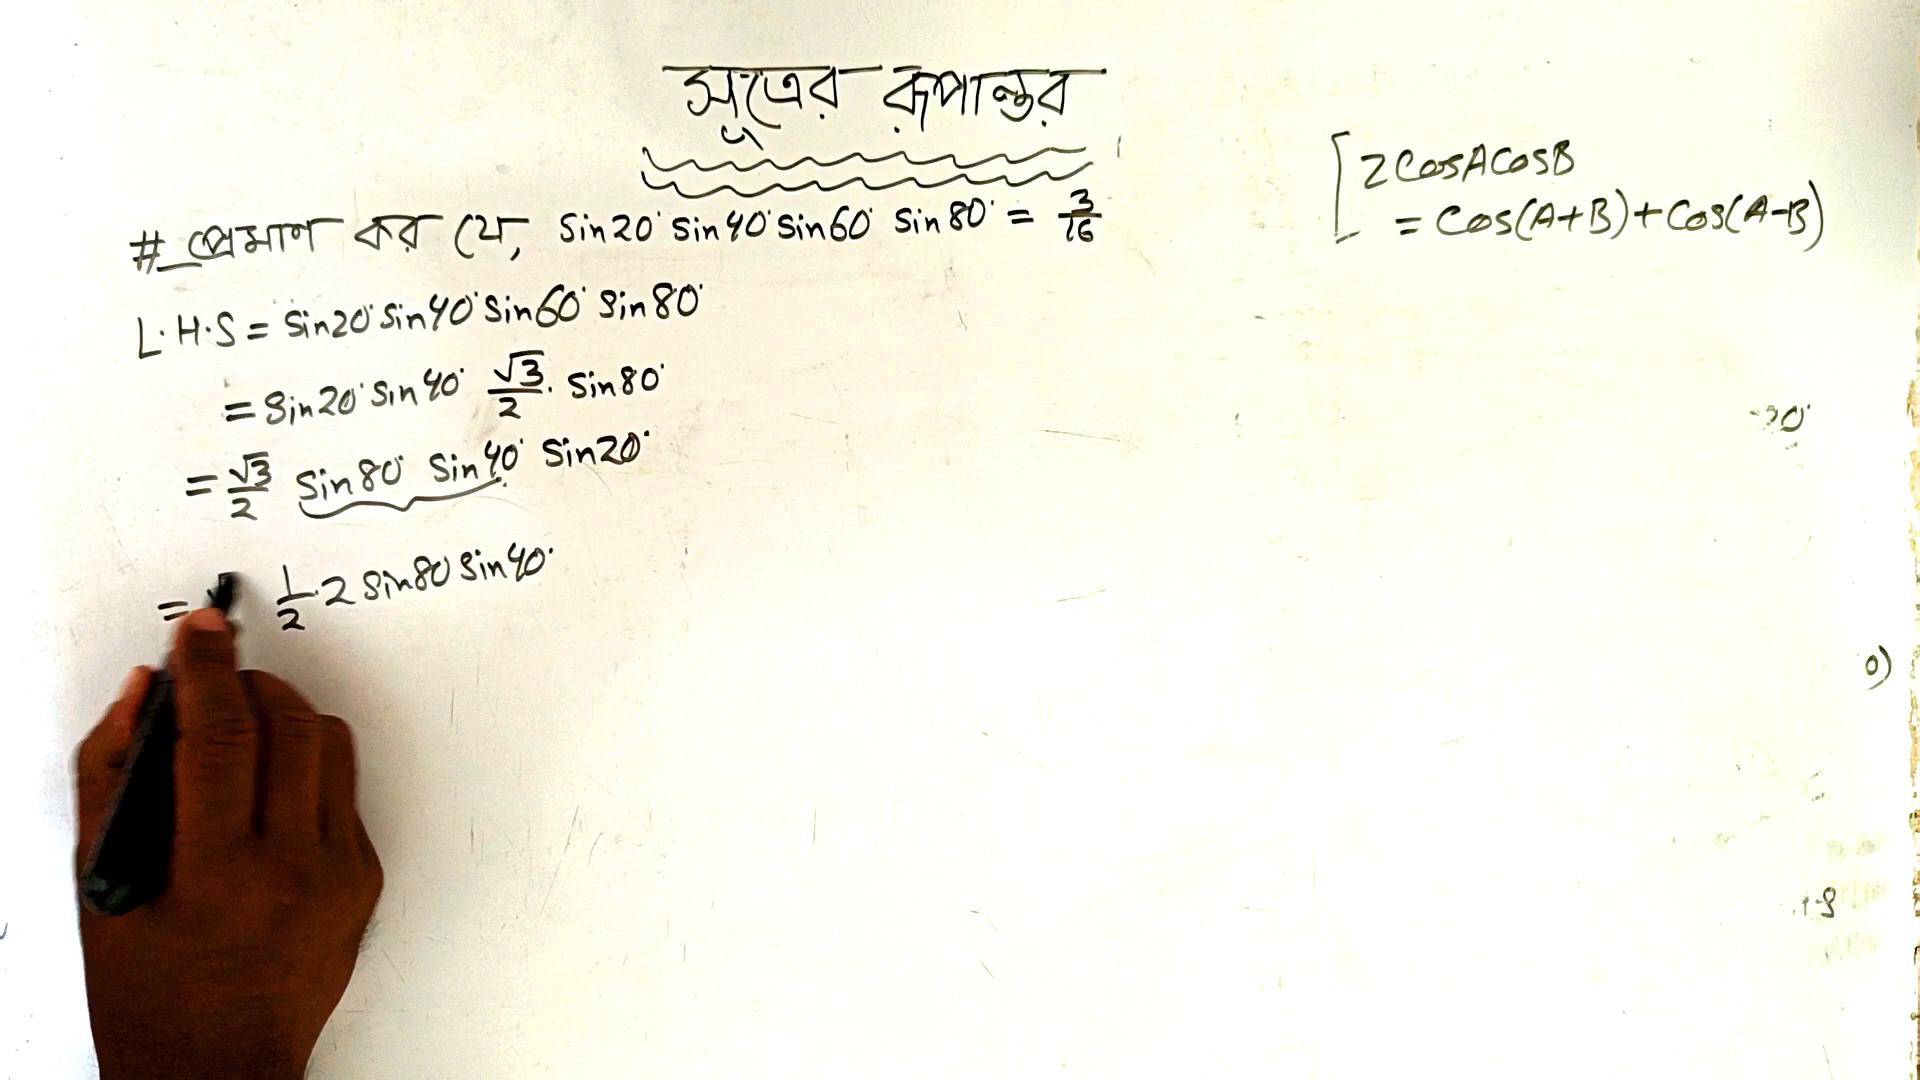 সূত্রের রূপান্তর
[2CosACosB
= Cos(A+B)+Cos(A-B)
# প্রমাণ কর যে, Sin20° Sin40° Sin60° Sin80° = 3/16
L.H.S = Sin20° Sin40° Sin60° Sin80°
= Sin20° Sin40° √3/2 . Sin80°
= √3/2 Sin80° Sin40° Sin20°
= 1/2 . 2 Sin80 Sin40°